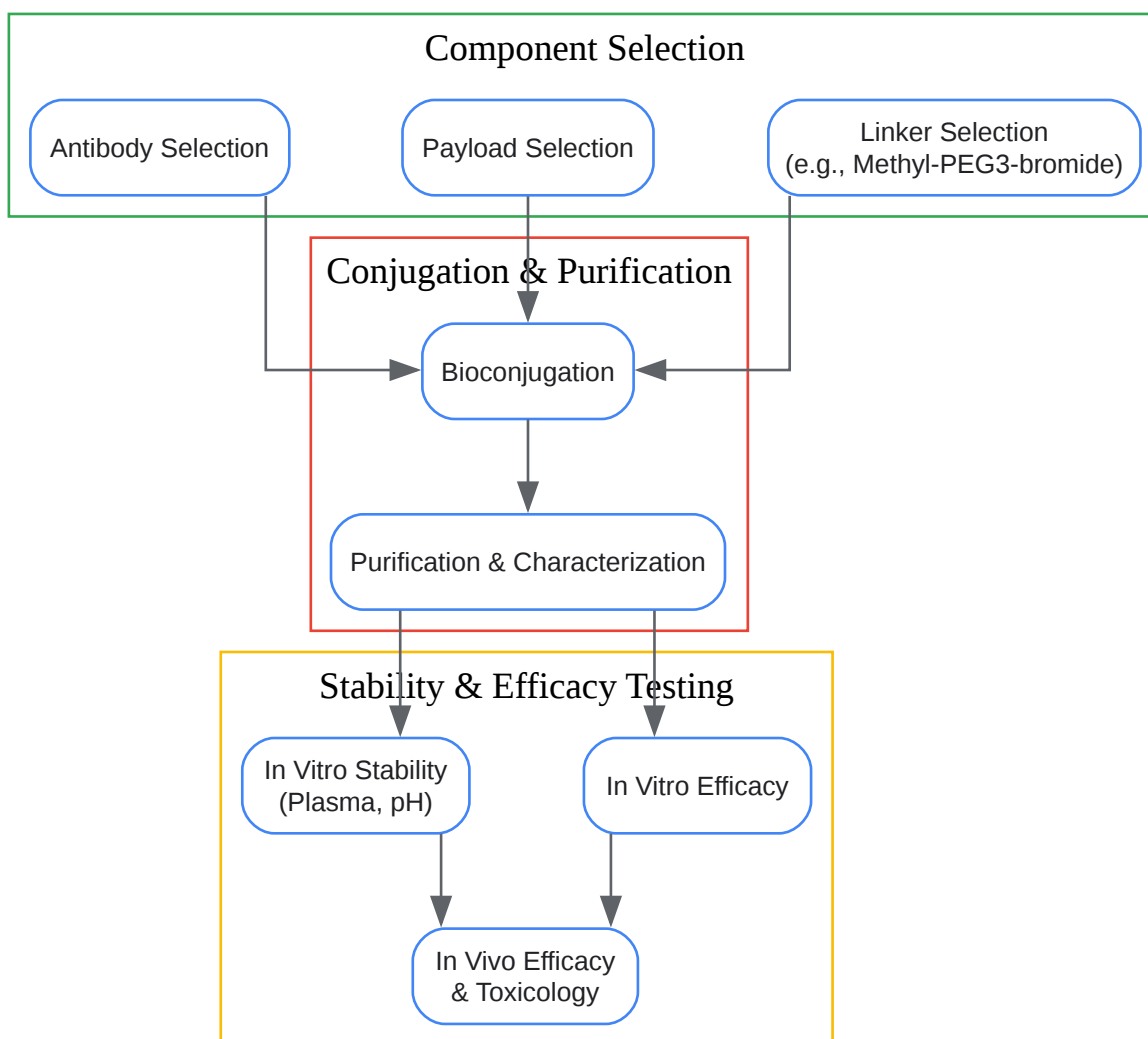 Component Selection
Antibody Selection
Payload Selection
Linker Selection
(e.g., Methyl-PEG3-bromide)
Conjugation & Purification
Bioconjugation
Purification & Characterization
Stability & Efficacy Testing
In Vitro Stability
(Plasma, pH)
In Vitro Efficacy
In Vivo Efficacy
& Toxicology